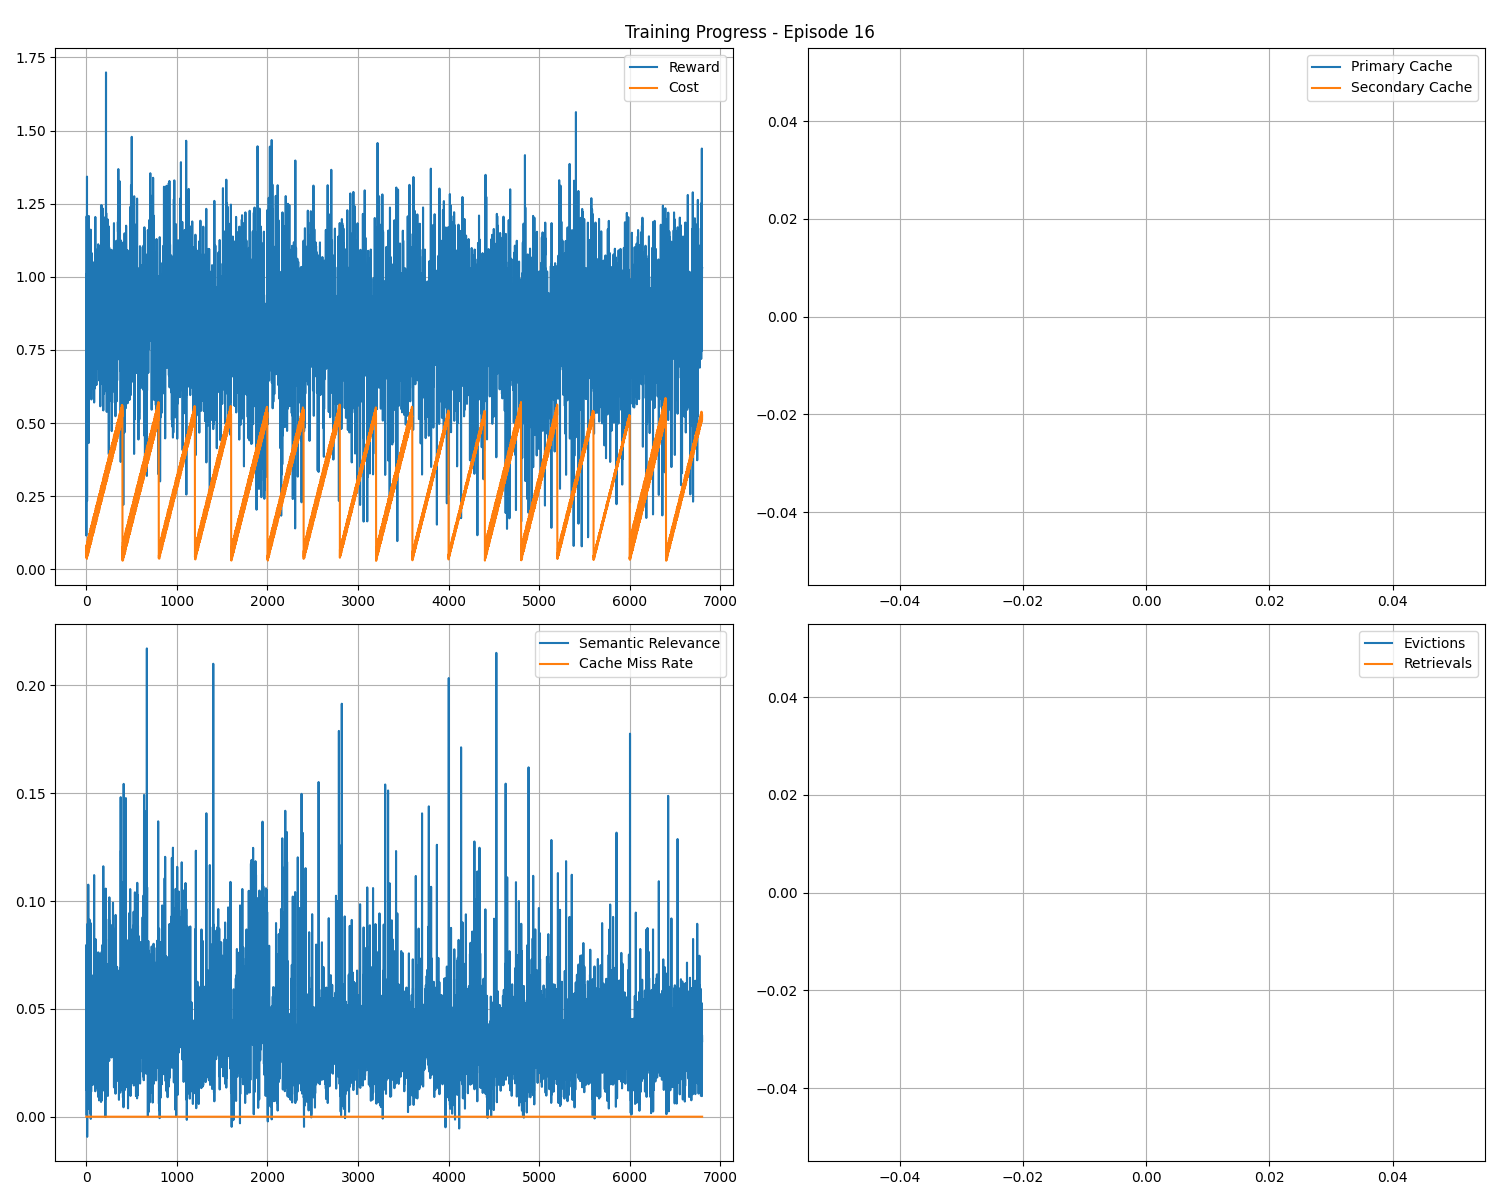 Training Progress - Episode 16
1.75
1.50
1.25
1.00
0.75
0.50
0.25
0.00
0 1000 2000 3000 4000 5000 6000 7000
Reward
Cost
0.04
0.02
0.00
−0.02
−0.04
−0.04 −0.02 0.00 0.02 0.04
Primary Cache
Secondary Cache
0.20
0.15
0.10
0.05
0.00
0 1000 2000 3000 4000 5000 6000 7000
Semantic Relevance
Cache Miss Rate
0.04
0.02
0.00
−0.02
−0.04
−0.04 −0.02 0.00 0.02 0.04
Evictions
Retrievals